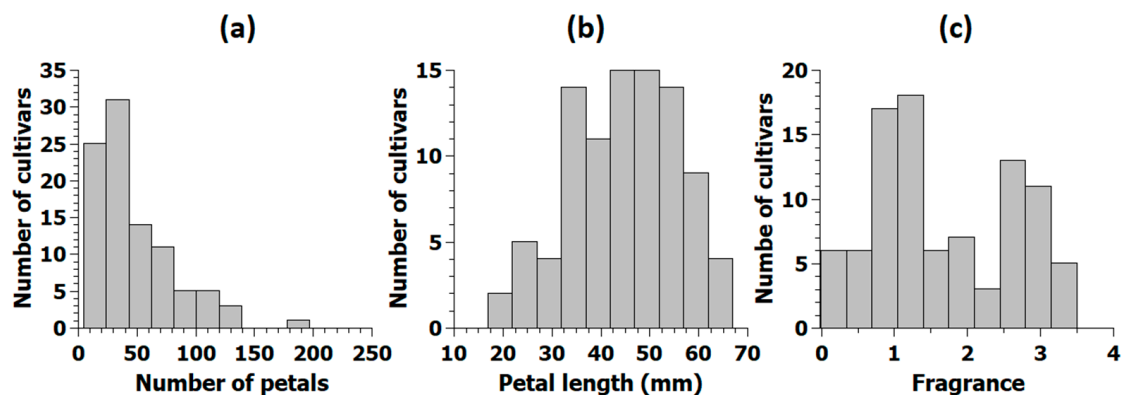 (a)
(b)
(c)
35
30
25
20
15
10
5
0
Number of cultivars
0 50 100 150 200 250
Number of petals
15
10
5
0
Number of cultivars
10 20 30 40 50 60 70
Petal length (mm)
20
15
10
5
0
Numbe of cultivars
0 1 2 3 4
Fragrance